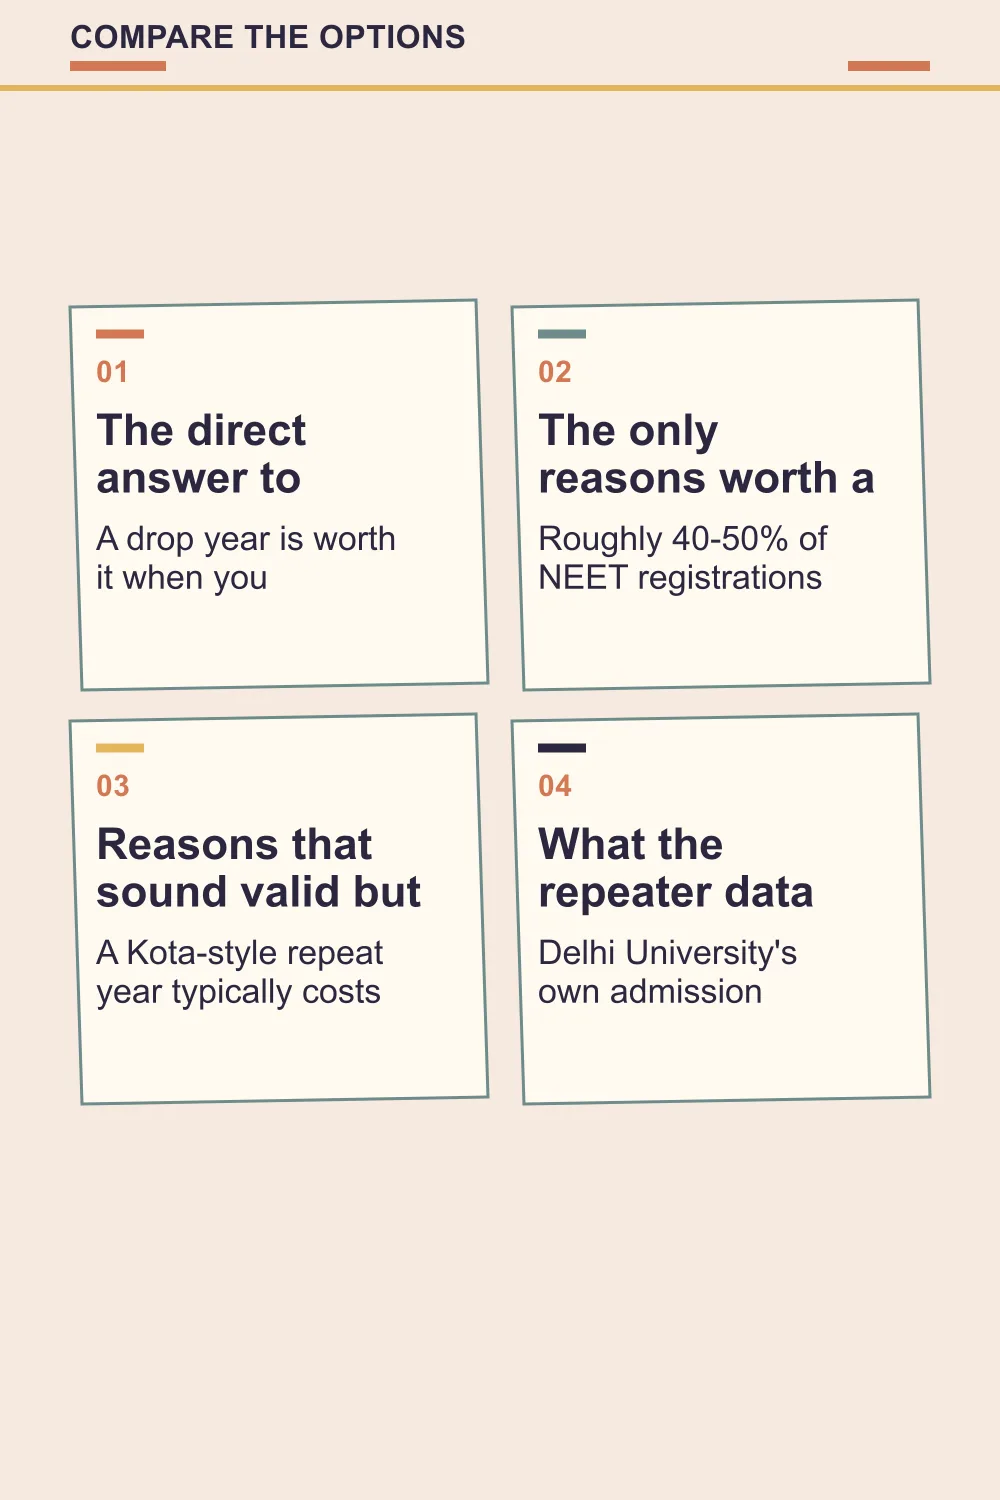 COMPARE THE OPTIONS
01
The direct
answer to
A drop year is worth
it when you
02
The only
reasons worth a
Roughly 40-50% of
NEET registrations
03
Reasons that
sound valid but
A Kota-style repeat
year typically costs
04
What the
repeater data
Delhi University's
own admission